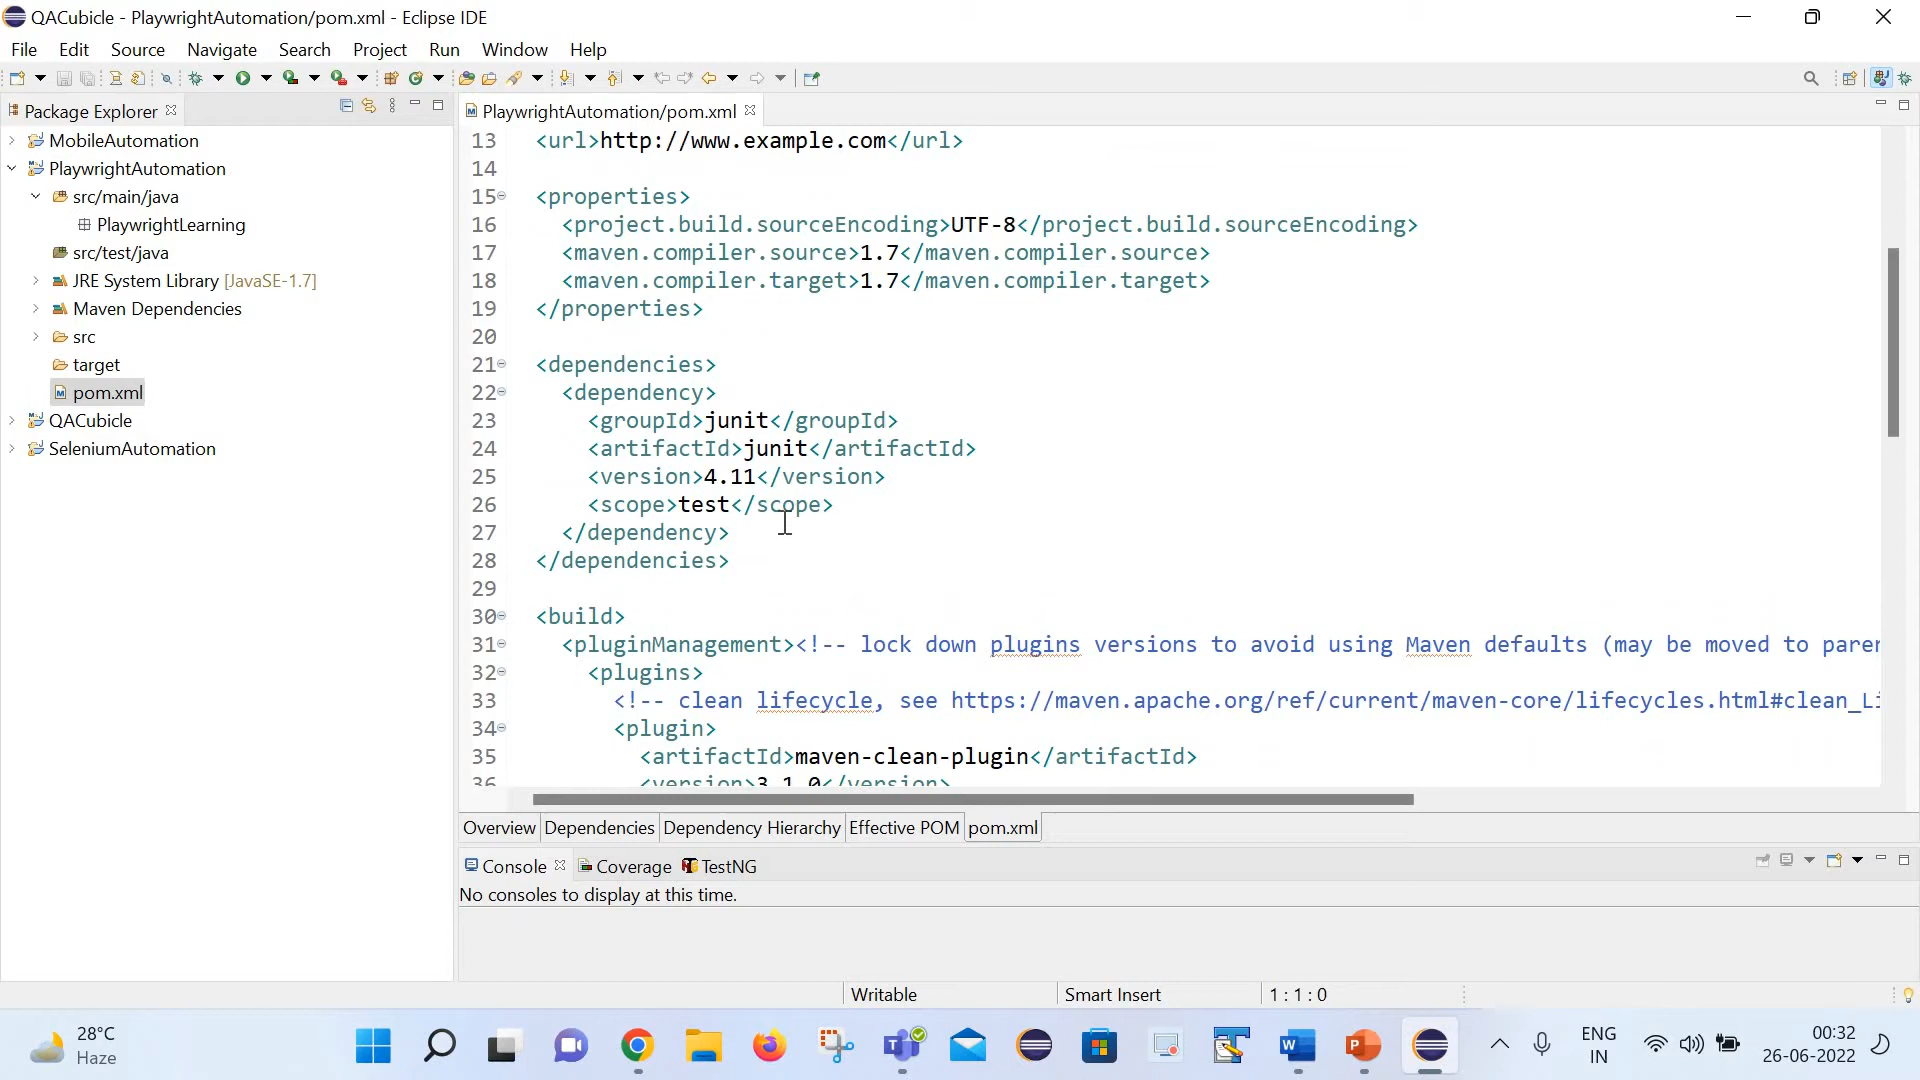 QACubicle - PlaywrightAutomation/pom.xml - Eclipse IDE
File Edit Source Navigate Search Project Run Window Help
Package Explorer
MobileAutomation
PlaywrightAutomation
src/main/java
PlaywrightLearning
src/test/java
JRE System Library [JavaSE-1.7]
Maven Dependencies
src
target
pom.xml
QACubicle
SeleniumAutomation
PlaywrightAutomation/pom.xml
13 <url>http://www.example.com</url>
14
15 <properties>
16 <project.build.sourceEncoding>UTF-8</project.build.sourceEncoding>
17 <maven.compiler.source>1.7</maven.compiler.source>
18 <maven.compiler.target>1.7</maven.compiler.target>
19 </properties>
20
21 <dependencies>
22 <dependency>
23 <groupId>junit</groupId>
24 <artifactId>junit</artifactId>
25 <version>4.11</version>
26 <scope>test</scope>
27 </dependency>
28 </dependencies>
29
30 <build>
31 <pluginManagement><!-- lock down plugins versions to avoid using Maven defaults (may be moved to parer
32 <plugins>
33 <!-- clean lifecycle, see https://maven.apache.org/ref/current/maven-core/lifecycles.html#clean_Li
34 <plugin>
35 <artifactId>maven-clean-plugin</artifactId>
36 <version>3.1.0</version>
Overview Dependencies Dependency Hierarchy Effective POM pom.xml
Console Coverage TestNG
No consoles to display at this time.
Writable Smart Insert 1 : 1 : 0
28°C
Haze
ENG
IN
00:32
26-06-2022